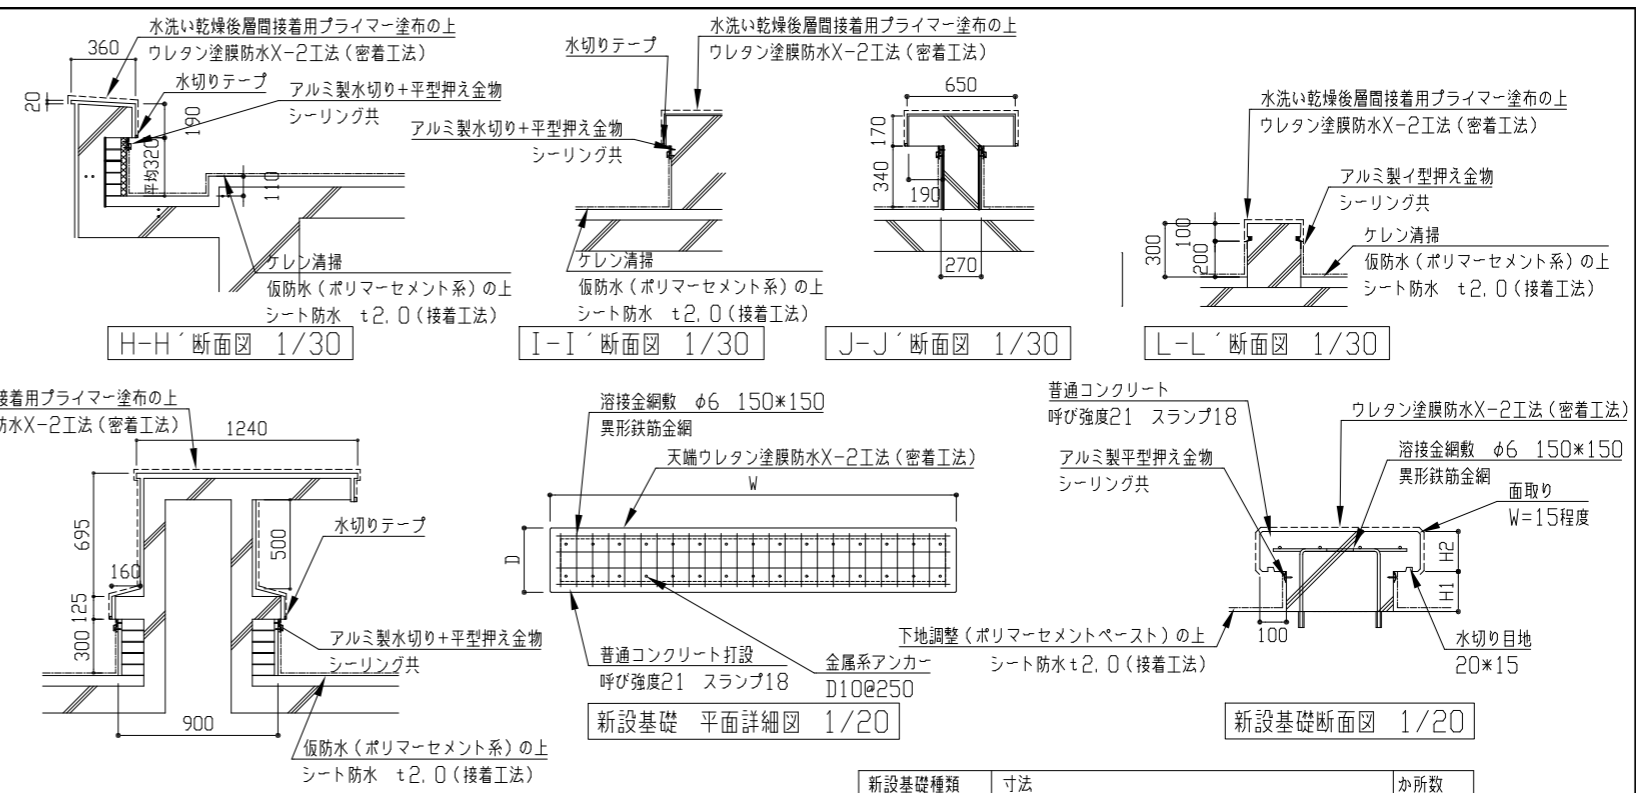 水洗い乾燥後層間接着用プライマー塗布の上
ウレタン塗膜防水X-2工法(密着工法)
360
水切りテープ
20
アルミ製水切り+平型押え金物
シーリング共
190
平均320
110
ケレン清掃
仮防水(ポリマーセメント系)の上
シート防水 t2.0(接着工法)
H-H´断面図 1/30
水洗い乾燥後層間接着用プライマー塗布の上
ウレタン塗膜防水X-2工法(密着工法)
水切りテープ
アルミ製水切り+平型押え金物
シーリング共
ケレン清掃
仮防水(ポリマーセメント系)の上
シート防水 t2.0(接着工法)
I-I´断面図 1/30
650
170
340
190
270
J-J´断面図 1/30
水洗い乾燥後層間接着用プライマー塗布の上
ウレタン塗膜防水X-2工法(密着工法)
アルミ製イ型押え金物
シーリング共
300
100
200
ケレン清掃
仮防水(ポリマーセメント系)の上
シート防水 t2.0(接着工法)
L-L´断面図 1/30
接着用プライマー塗布の上
防水X-2工法(密着工法)
1240
695
500
水切りテープ
160
125
300
アルミ製水切り+平型押え金物
シーリング共
900
仮防水(ポリマーセメント系)の上
シート防水 t2.0(接着工法)
溶接金網敷 φ6 150*150
異形鉄筋金網
天端ウレタン塗膜防水X-2工法(密着工法)
W
D
普通コンクリート打設
呼び強度21 スランプ18
金属系アンカー
D10@250
新設基礎 平面詳細図 1/20
普通コンクリート
呼び強度21 スランプ18
ウレタン塗膜防水X-2工法(密着工法)
アルミ製平型押え金物
シーリング共
溶接金網敷 φ6 150*150
異形鉄筋金網
面取り
W=15程度
H2
H1
100
下地調整(ポリマーセメントペースト)の上
シート防水t2.0(接着工法)
水切り目地
20*15
新設基礎断面図 1/20
新設基礎種類 寸法 か所数